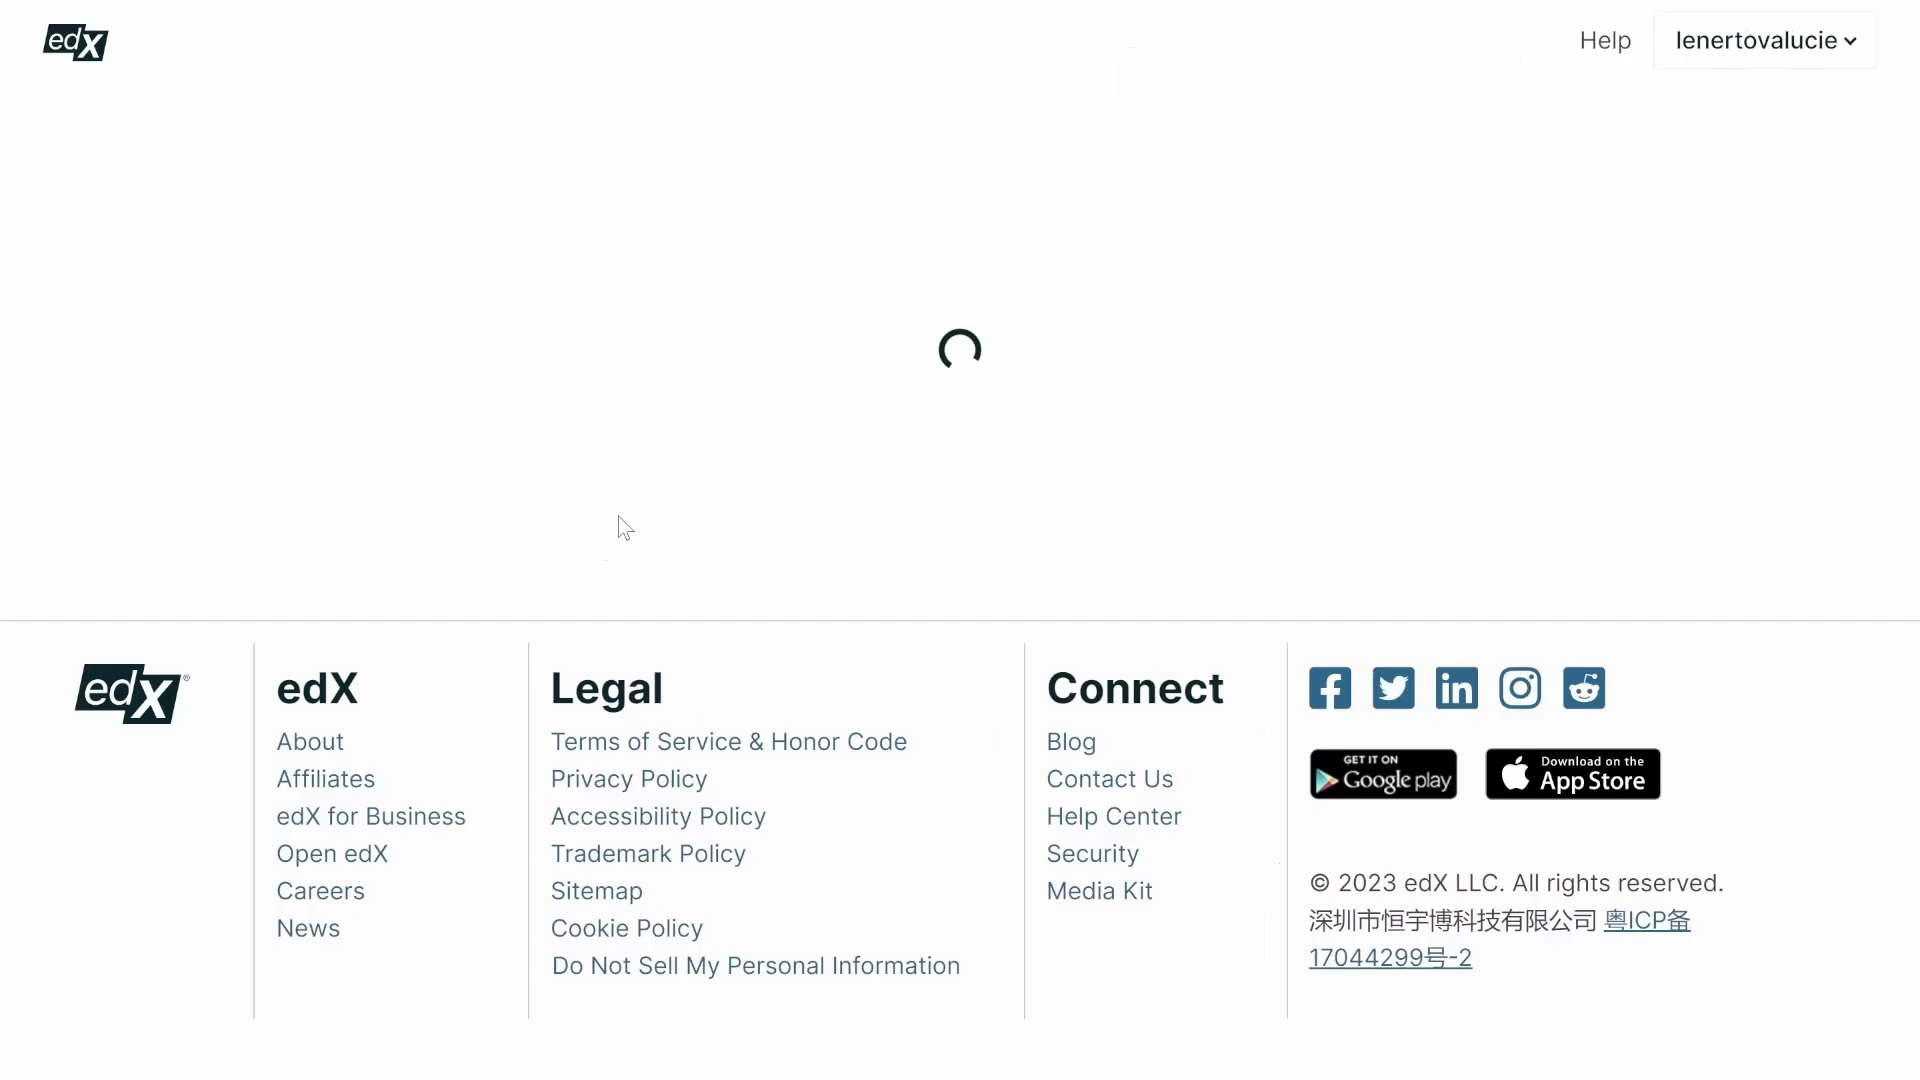 edX
Help
lenertovalucie
edX®
edX
About
Affiliates
edX for Business
Open edX
Careers
News
Legal
Terms of Service & Honor Code
Privacy Policy
Accessibility Policy
Trademark Policy
Sitemap
Cookie Policy
Do Not Sell My Personal Information
Connect
Blog
Contact Us
Help Center
Security
Media Kit
GET IT ON
Google play
Download on the
App Store
© 2023 edX LLC. All rights reserved.
深圳市恒宇博科技有限公司 粤ICP备
17044299号-2